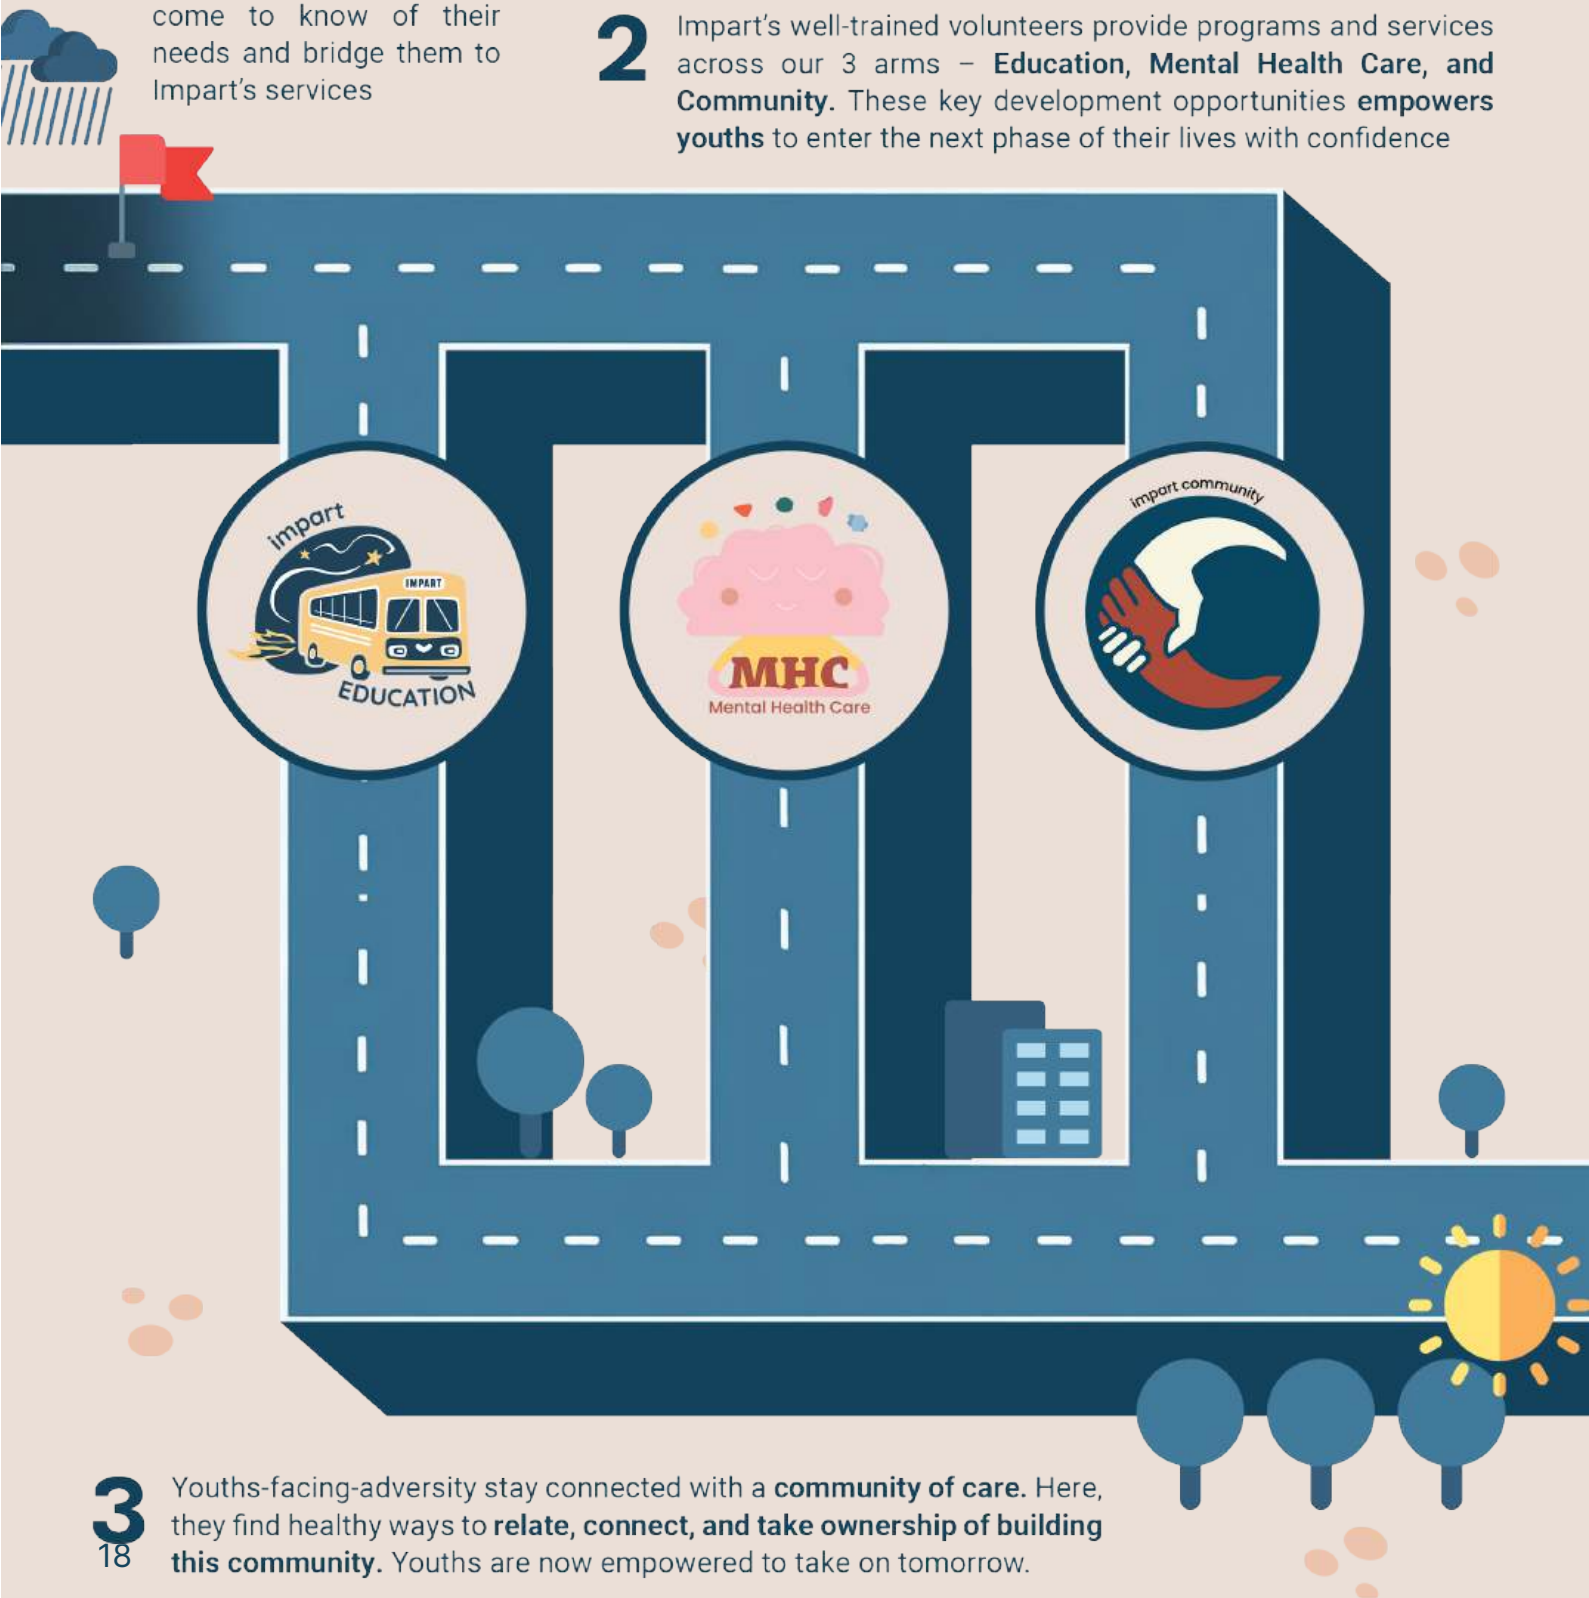 come to know of their
needs and bridge them to
Impart's services
2
Impart's well-trained volunteers provide programs and services
across our 3 arms – Education, Mental Health Care, and
Community. These key development opportunities empowers
youths to enter the next phase of their lives with confidence
impart
IMPART
EDUCATION
MHC
Mental Health Care
impart community
3
Youths-facing-adversity stay connected with a community of care. Here,
they find healthy ways to relate, connect, and take ownership of building
this community. Youths are now empowered to take on tomorrow.
18